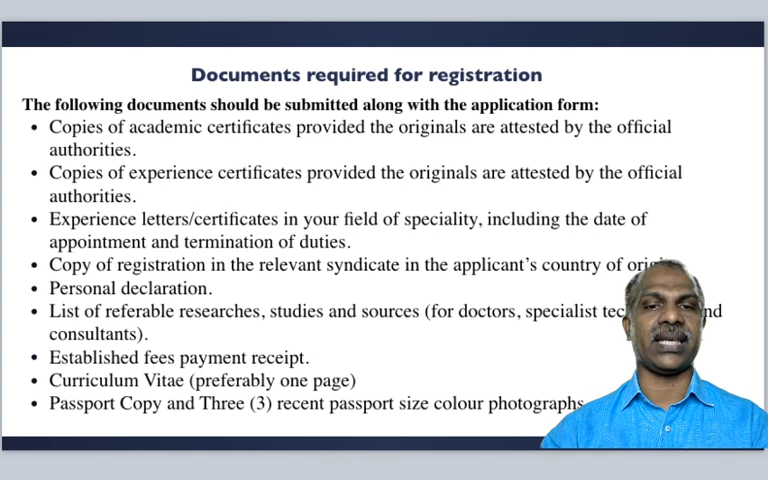 Documents required for registration
The following documents should be submitted along with the application form:
• Copies of academic certificates provided the originals are attested by the official
authorities.
• Copies of experience certificates provided the originals are attested by the official
authorities.
• Experience letters/certificates in your field of speciality, including the date of
appointment and termination of duties.
• Copy of registration in the relevant syndicate in the applicant's country of
• Personal declaration.
• List of referable researches, studies and sources (for doctors, specialist
consultants).
• Established fees payment receipt.
• Curriculum Vitae (preferably one page)
• Passport Copy and Three (3) recent passport size colour photographs